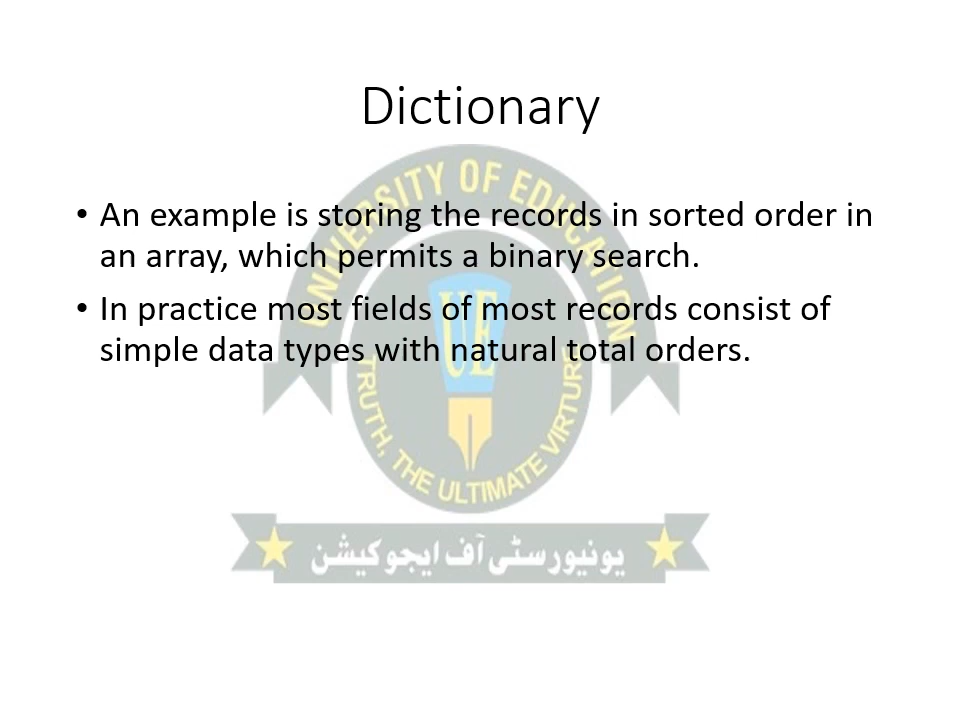 Dictionary
UNIVERSITY OF EDUCATION
• An example is storing the records in sorted order in
an array, which permits a binary search.
• In practice most fields of most records consist of
simple data types with natural total orders.
UE
TRUTH, THE ULTIMATE VIRTURE
یونیورسٹی آف ایجوکیشن